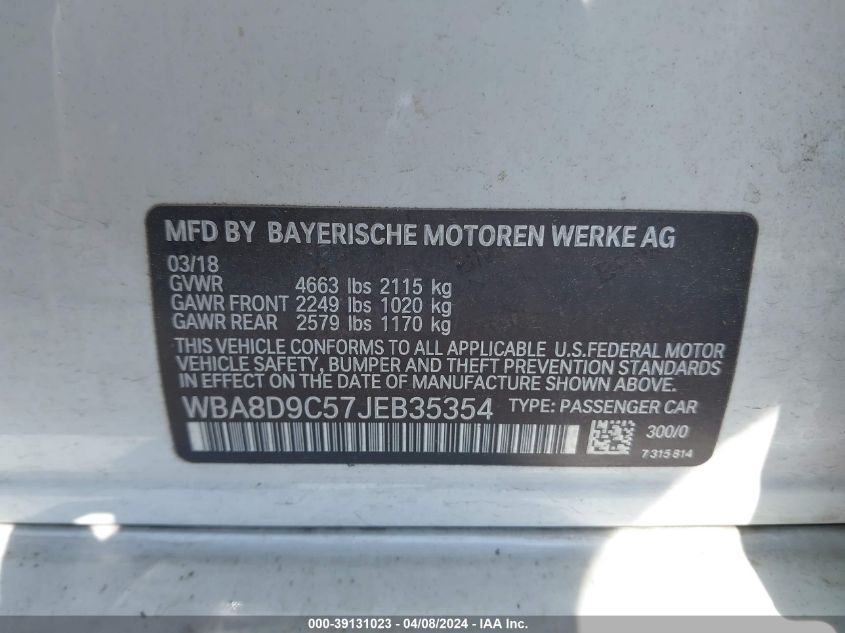 MFD BY BAYERISCHE MOTOREN WERKE AG
03/18
GVWR 4663 lbs 2115 kg
GAWR FRONT 2249 lbs 1020 kg
GAWR REAR 2579 lbs 1170 kg
THIS VEHICLE CONFORMS TO ALL APPLICABLE U.S.FEDERAL MOTOR
VEHICLE SAFETY, BUMPER AND THEFT PREVENTION STANDARDS
IN EFFECT ON THE DATE OF MANUFACTURE SHOWN ABOVE.
WBA8D9C57JEB35354 TYPE: PASSENGER CAR
300/0
7 315 814
000-39131023 - 04/08/2024 - IAA Inc.